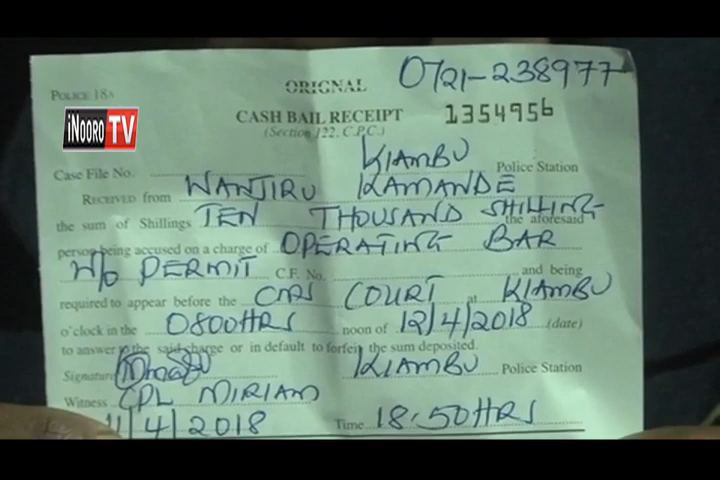 ORIGNAL
0721-238977
POLICE 18A
iNOORO TV
CASH BAIL RECEIPT
1354956
(Section 122, C.P.C.)
KIAMBU
Case File No. Police Station
RECEIVED from WANJIRU KAMANDE
the sum of Shillings TEN THOUSAND SHILLING the aforesaid
person being accused on a charge of OPERATING BAR
W/O PERMIT C.F. No. and being
required to appear before the CMS COURT at KIAMBU
o'clock in the 0800HRS noon of 12/4/2018 (date)
to answer to the said charge or in default to forfeit the sum deposited.
Signature KIAMBU Police Station
Witness CPL MIRIAM
11/4/2018 Time 18.50HRS